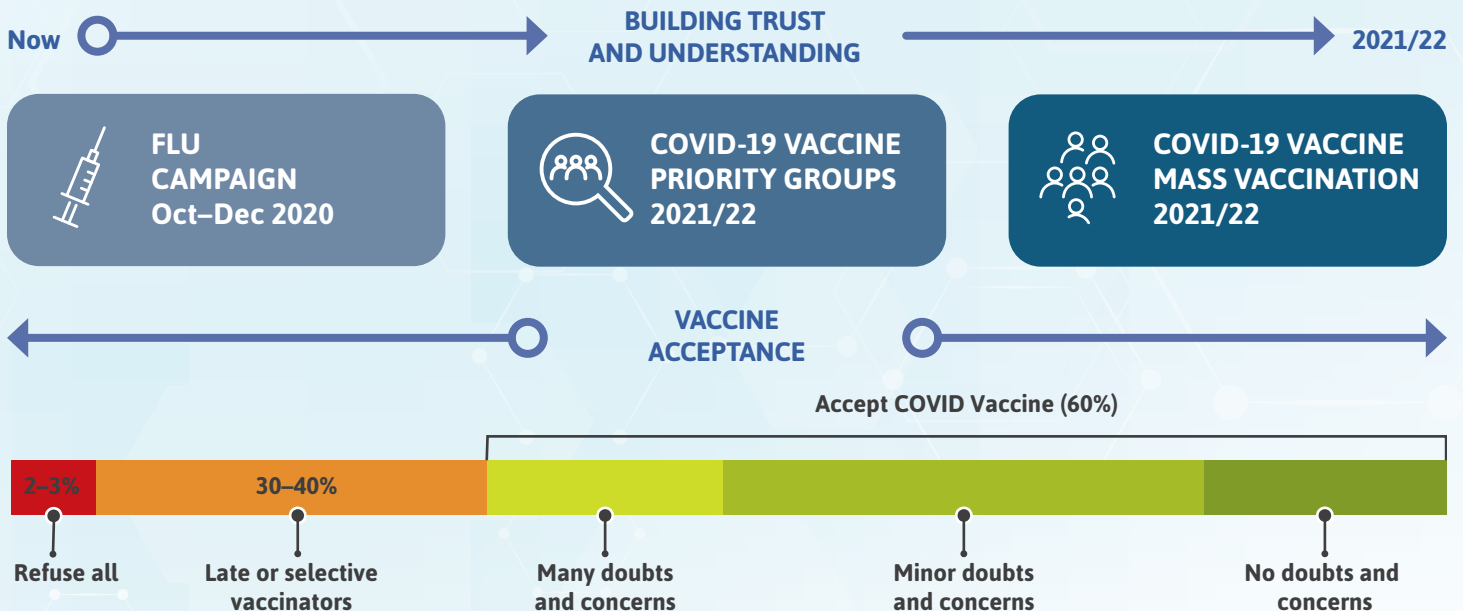 Now
BUILDING TRUST
AND UNDERSTANDING
2021/22
FLU
CAMPAIGN
Oct–Dec 2020
COVID-19 VACCINE
PRIORITY GROUPS
2021/22
COVID-19 VACCINE
MASS VACCINATION
2021/22
VACCINE
ACCEPTANCE
Accept COVID Vaccine (60%)
2–3%
30–40%
Refuse all
Late or selective
vaccinators
Many doubts
and concerns
Minor doubts
and concerns
No doubts and
concerns